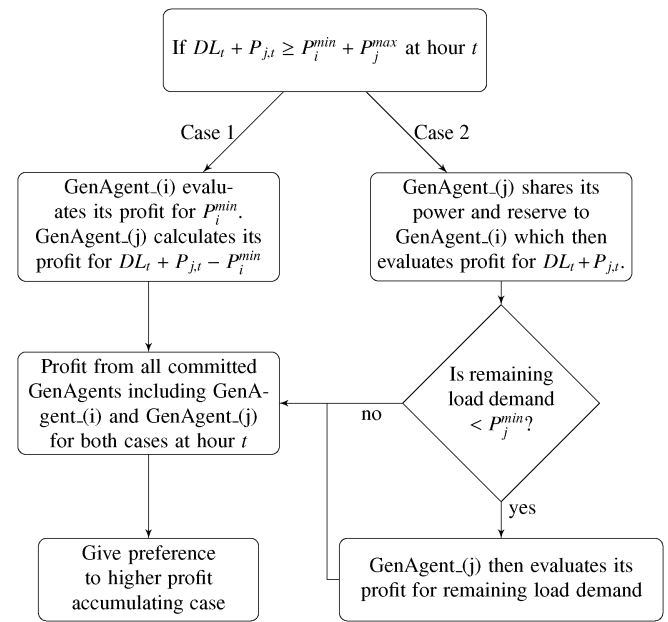 If DL_t + P_{j,t} ≥ P_i^{min} + P_j^{max} at hour t
Case 1
Case 2
GenAgent_(i) evalu-
ates its profit for P_i^{min}.
GenAgent_(j) calculates its
profit for DL_t + P_{j,t} − P_i^{min}
GenAgent_(j) shares its
power and reserve to
GenAgent_(i) which then
evaluates profit for DL_t + P_{j,t}.
Profit from all committed
GenAgents including GenA-
gent_(i) and GenAgent_(j)
for both cases at hour t
Is remaining
load demand
< P_j^{min}?
no
yes
Give preference
to higher profit
accumulating case
GenAgent_(j) then evaluates its
profit for remaining load demand